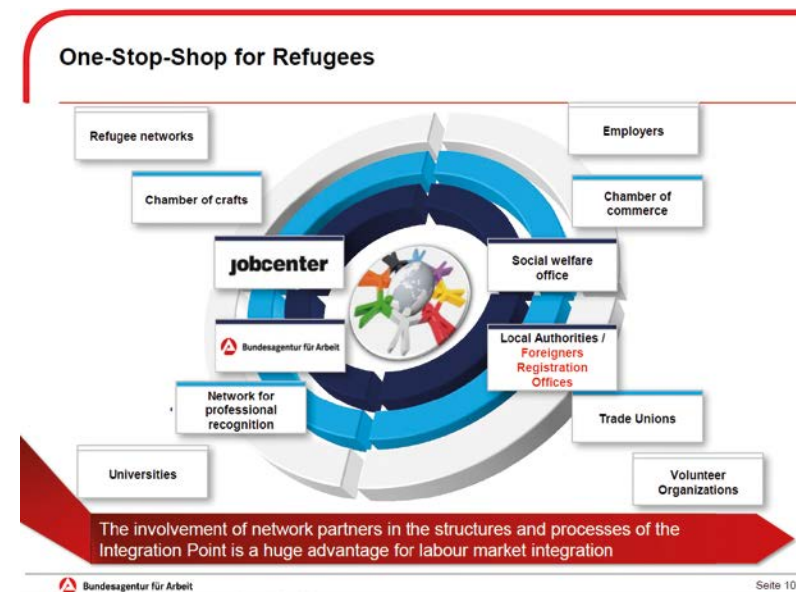 One-Stop-Shop for Refugees
Refugee networks
Employers
Chamber of crafts
Chamber of
commerce
jobcenter
Social welfare
office
Bundesagentur für Arbeit
Local Authorities /
Foreigners
Registration
Offices
Network for
professional
recognition
Trade Unions
Universities
Volunteer
Organizations
The involvement of network partners in the structures and processes of the
Integration Point is a huge advantage for labour market integration
Bundesagentur für Arbeit
Seite 10